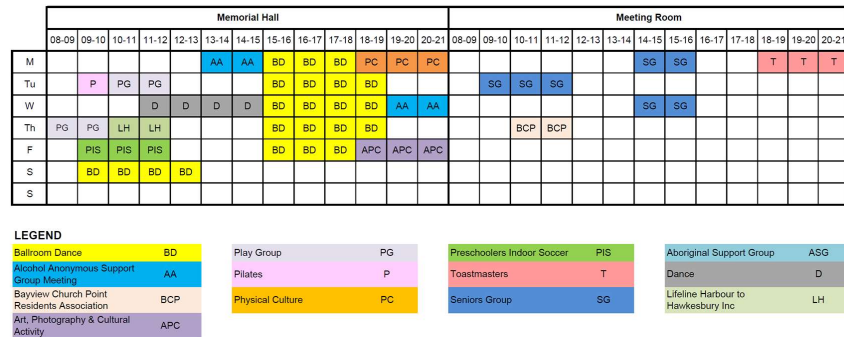 Memorial Hall Meeting Room
08-09 09-10 10-11 11-12 12-13 13-14 14-15 15-16 16-17 17-18 18-19 19-20 20-21 08-09 09-10 10-11 11-12 12-13 13-14 14-15 15-16 16-17 17-18 18-19 19-20 20-21
M AA AA BD BD BD PC PC PC SG SG T T T
Tu P PG PG BD BD BD BD SG SG SG
W D D D D BD BD BD BD AA AA SG SG
Th PG PG LH LH BD BD BD BD BCP BCP
F PIS PIS PIS BD BD BD APC APC APC
S BD BD BD BD
S
LEGEND
Ballroom Dance BD Play Group PG Preschoolers Indoor Soccer PIS Aboriginal Support Group ASG
Alcohol Anonymous Support
Group Meeting AA Pilates P Toastmasters T Dance D
Bayview Church Point
Residents Association BCP Physical Culture PC Seniors Group SG Lifeline Harbour to
Hawkesbury Inc LH
Art, Photography & Cultural
Activity APC